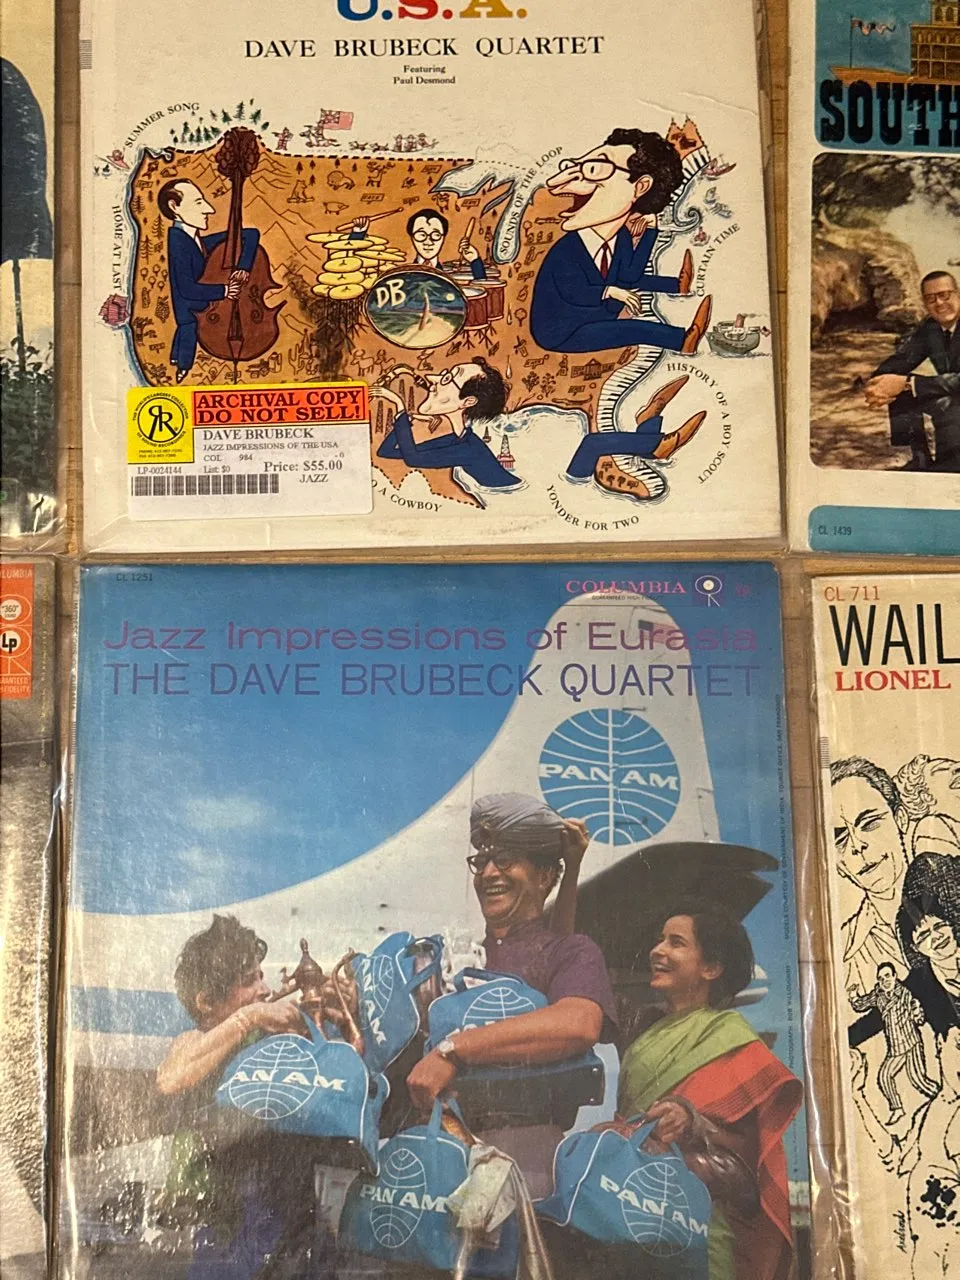 U.S.A.
DAVE BRUBECK QUARTET
Featuring
Paul Desmond
SUMMER SONG
HOME AT LAST
SOUNDS OF THE LOOP
CURTAIN TIME
HISTORY OF A BOY SCOUT
YONDER FOR TWO
O A COWBOY
DB
ARCHIVAL COPY
DO NOT SELL!
DAVE BRUBECK
JAZZ IMPRESSIONS OF THE USA
COL 984 -0
LP-0024144 List: $0 Price: $55.00
JAZZ
SOUTH
CL 1439
OLUMBIA
"360"
Lp
CL 1251
COLUMBIA
Jazz Impressions of Eurasia
THE DAVE BRUBECK QUARTET
PAN AM
PAN AM
AN AM
PAN AM
PAN AM
CL 711
WAIL
LIONEL